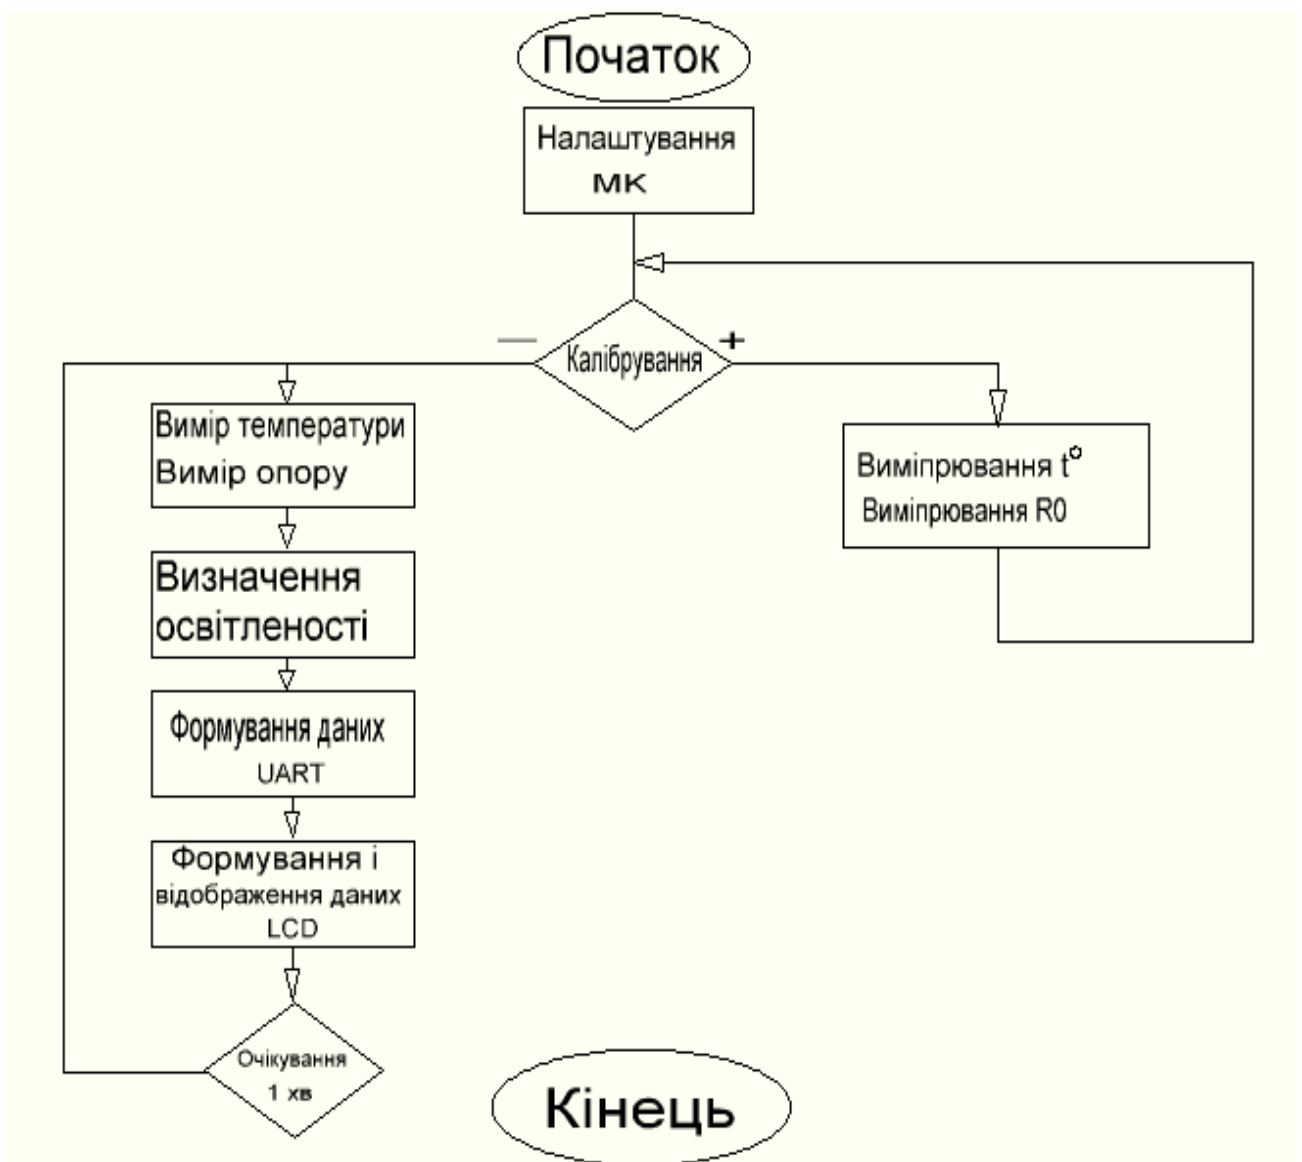 Початок
Налаштування
мк
—
Калібрування
+
Вимір температури
Вимір опору
Виміпрювання t°
Виміпрювання R0
Визначення
освітленості
Формування даних
UART
Формування і
відображення даних
LCD
Очікування
1 хв
Кінець